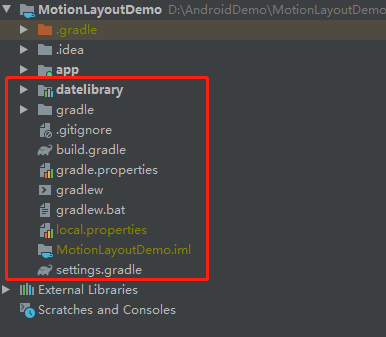 MotionLayoutDemo D:\AndroidDemo\MotionLayoutDem
.gradle
.idea
app
datelibrary
gradle
.gitignore
build.gradle
gradle.properties
gradlew
gradlew.bat
local.properties
MotionLayoutDemo.iml
settings.gradle
External Libraries
Scratches and Consoles